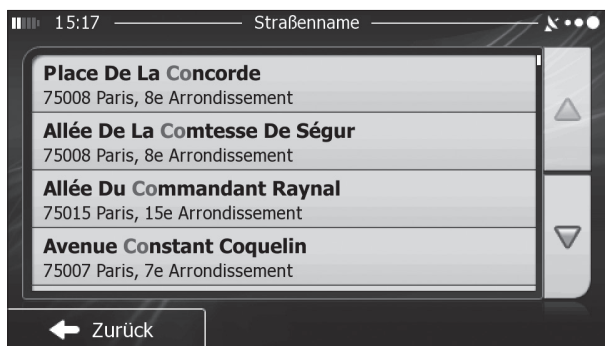 15:17 Straßenname
Place De La Concorde
75008 Paris, 8e Arrondissement
Allée De La Comtesse De Ségur
75008 Paris, 8e Arrondissement
Allée Du Commandant Raynal
75015 Paris, 15e Arrondissement
Avenue Constant Coquelin
75007 Paris, 7e Arrondissement
Zurück